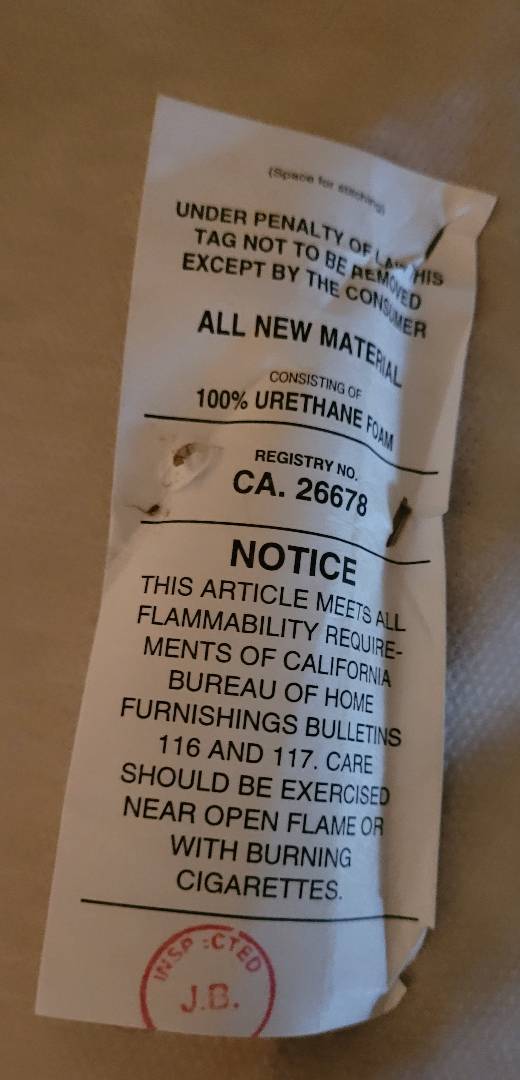 (Space for stitching)
UNDER PENALTY OF LAW THIS
TAG NOT TO BE REMOVED
EXCEPT BY THE CONSUMER
ALL NEW MATERIAL
CONSISTING OF
100% URETHANE FOAM
REGISTRY NO.
CA. 26678
NOTICE
THIS ARTICLE MEETS ALL
FLAMMABILITY REQUIRE-
MENTS OF CALIFORNIA
BUREAU OF HOME
FURNISHINGS BULLETINS
116 AND 117. CARE
SHOULD BE EXERCISED
NEAR OPEN FLAME OR
WITH BURNING
CIGARETTES.
INSPECTED
J.B.